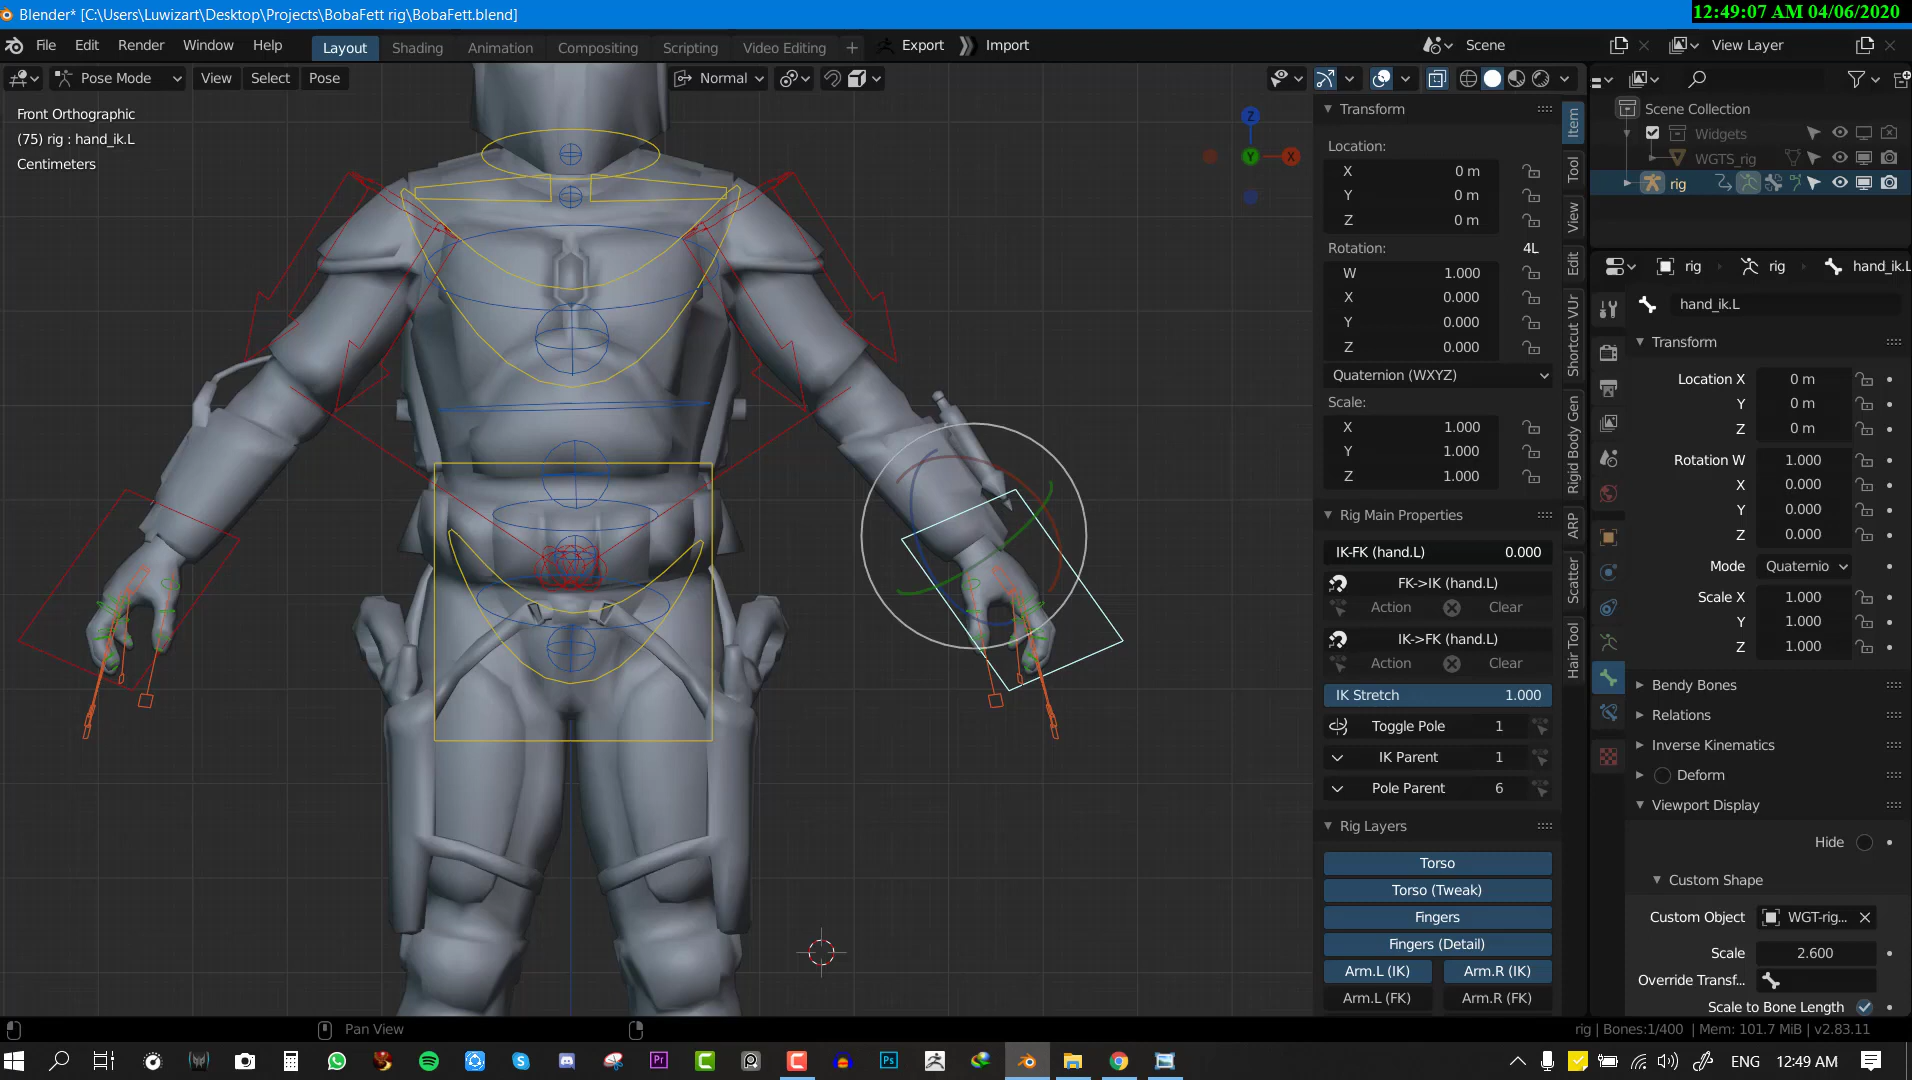 Blender* [C:\Users\Luwizart\Desktop\Projects\BobaFett rig\BobaFett.blend]
12:49:07 AM 04/06/2020
File Edit Render Window Help
Layout Shading Animation Compositing Scripting Video Editing
Export Import
Scene
View Layer
Pose Mode View Select Pose
Normal
Front Orthographic
(75) rig : hand_ik.L
Centimeters
Z
Y
X
Transform
Location:
X 0 m
Y 0 m
Z 0 m
Rotation: 4L
W 1.000
X 0.000
Y 0.000
Z 0.000
Quaternion (WXYZ)
Scale:
X 1.000
Y 1.000
Z 1.000
Rig Main Properties
IK-FK (hand.L) 0.000
FK->IK (hand.L)
Action Clear
IK->FK (hand.L)
Action Clear
IK Stretch 1.000
Toggle Pole 1
IK Parent 1
Pole Parent 6
Rig Layers
Torso
Torso (Tweak)
Fingers
Fingers (Detail)
Arm.L (IK) Arm.R (IK)
Arm.L (FK) Arm.R (FK)
Item
Tool
View
Edit
Shortcut VUr
Rigid Body Gen
ARP
Scatter
Hair Tool
Scene Collection
Widgets
WGTS_rig
rig
rig rig hand_ik.L
hand_ik.L
Transform
Location X 0 m
Y 0 m
Z 0 m
Rotation W 1.000
X 0.000
Y 0.000
Z 0.000
Mode Quaternio
Scale X 1.000
Y 1.000
Z 1.000
Bendy Bones
Relations
Inverse Kinematics
Deform
Viewport Display
Hide
Custom Shape
Custom Object WGT-rig...
Scale 2.600
Override Transf...
Scale to Bone Length
Pan View
rig | Bones:1/400 | Mem: 101.7 MiB | v2.83.11
ENG 12:49 AM